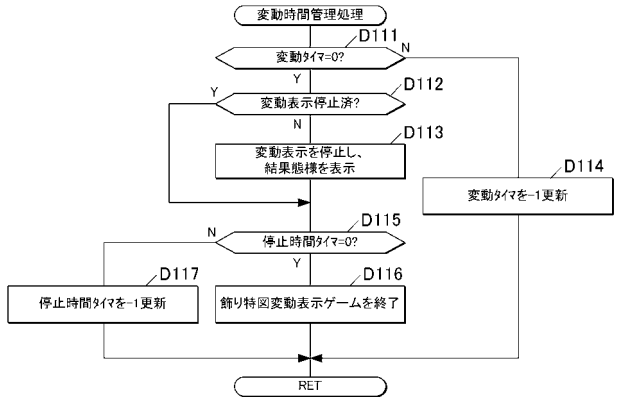 変動時間管理処理
D111
変動タイマ=0?
N
Y
D112
Y
変動表示停止済?
N
D113
変動表示を停止し、
結果態様を表示
D114
変動タイマを-1更新
D115
N
停止時間タイマ=0?
Y
D117
D116
停止時間タイマを-1更新
飾り特図変動表示ゲームを終了
RET